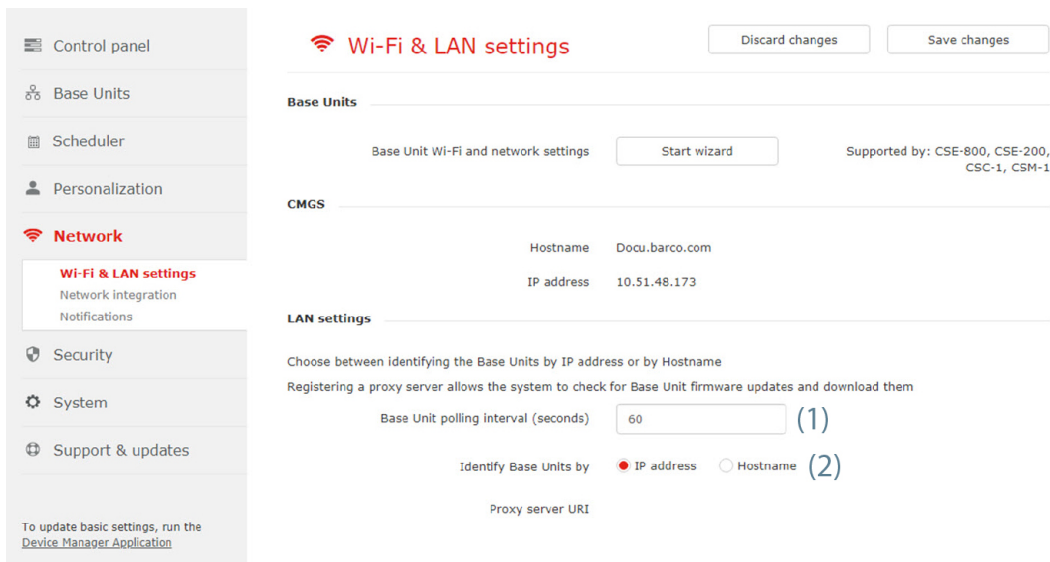 Control panel
Base Units
Scheduler
Personalization
Network
Wi-Fi & LAN settings
Network integration
Notifications
Security
System
Support & updates
To update basic settings, run the
Device Manager Application
Wi-Fi & LAN settings
Discard changes
Save changes
Base Units
Base Unit Wi-Fi and network settings
Start wizard
Supported by: CSE-800, CSE-200,
CSC-1, CSM-1
CMGS
Hostname Docu.barco.com
IP address 10.51.48.173
LAN settings
Choose between identifying the Base Units by IP address or by Hostname
Registering a proxy server allows the system to check for Base Unit firmware updates and download them
Base Unit polling interval (seconds) 60 (1)
Identify Base Units by IP address Hostname (2)
Proxy server URI